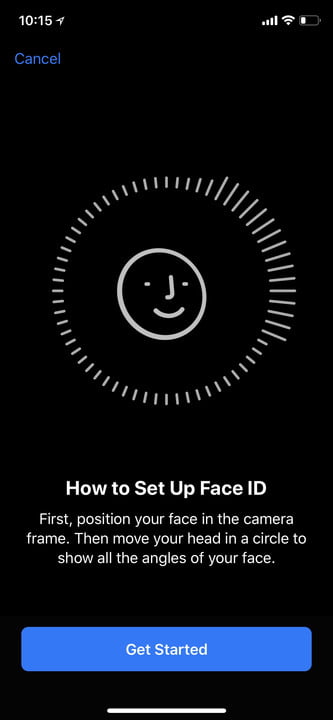 10:15
Cancel
How to Set Up Face ID
First, position your face in the camera
frame. Then move your head in a circle to
show all the angles of your face.
Get Started